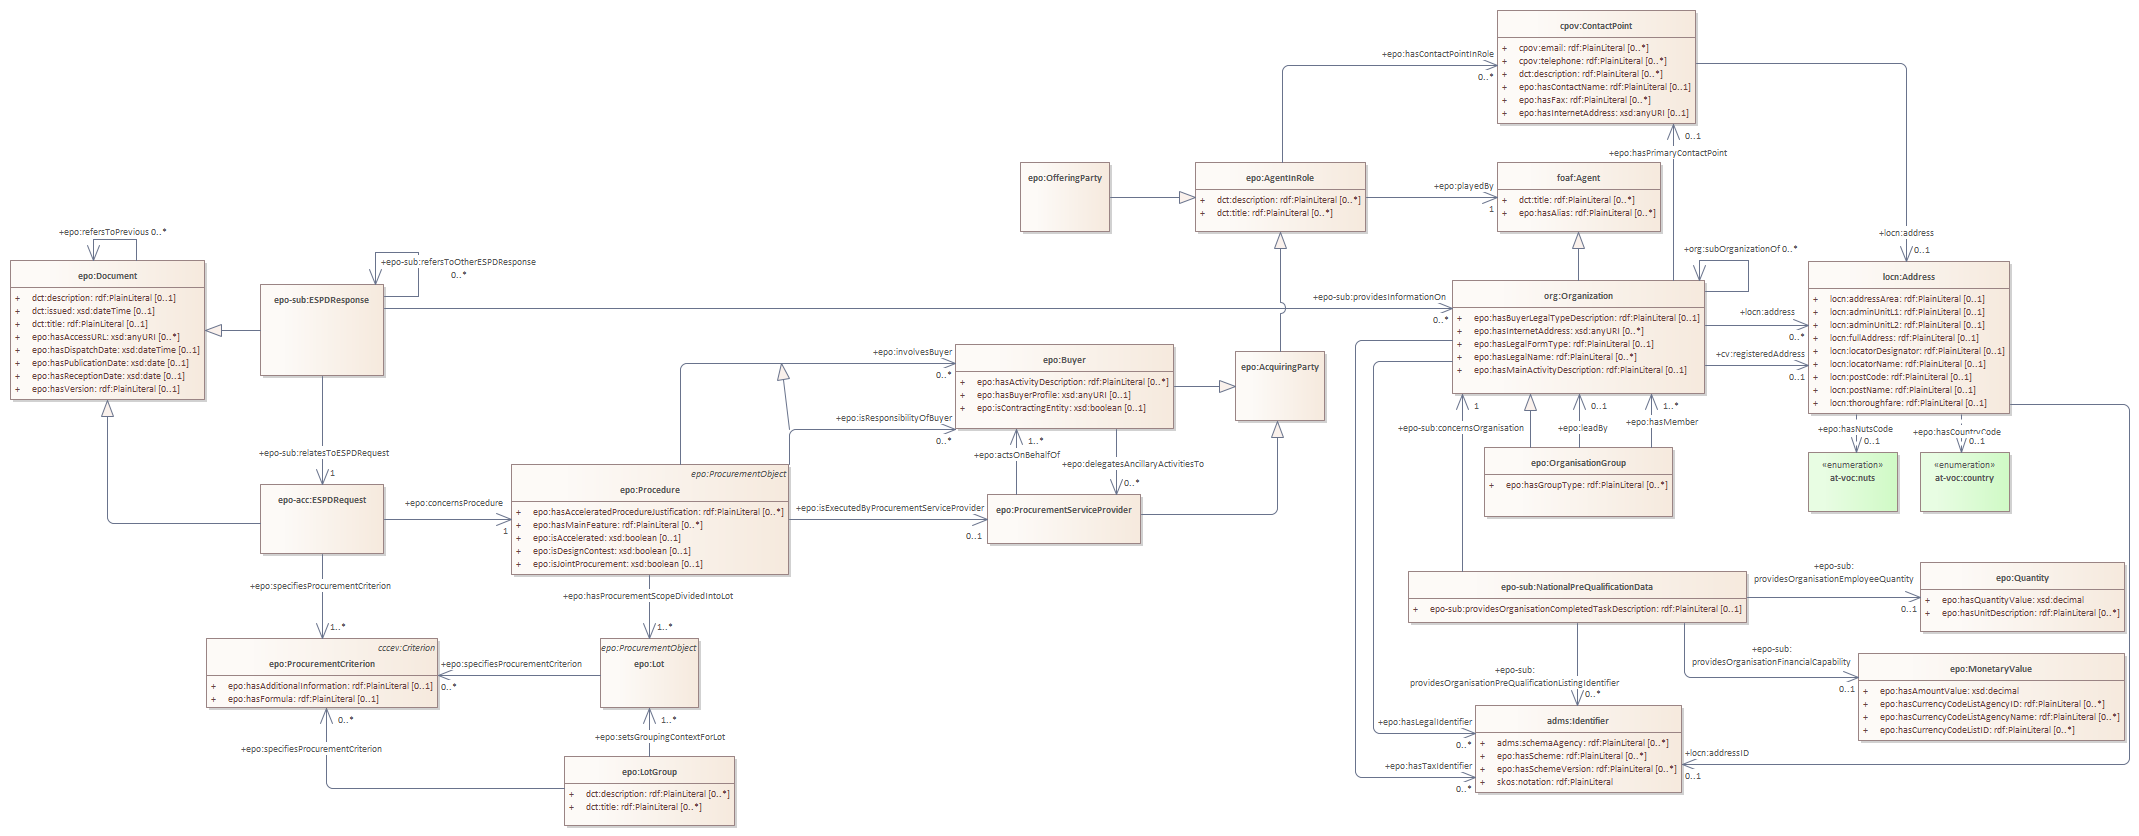 cpov:ContactPoint
+ cpov:email: rdf:PlainLiteral [0..*]
+ cpov:telephone: rdf:PlainLiteral [0..*]
+ dct:description: rdf:PlainLiteral [0..*]
+ epo:hasContactName: rdf:PlainLiteral [0..1]
+ epo:hasFax: rdf:PlainLiteral [0..*]
+ epo:hasInternetAddress: xsd:anyURI [0..1]
+epo:hasContactPointInRole
0..*
0..1
+epo:hasPrimaryContactPoint
epo:OfferingParty
epo:AgentInRole
+ dct:description: rdf:PlainLiteral [0..*]
+ dct:title: rdf:PlainLiteral [0..*]
+epo:playedBy
1
foaf:Agent
+ dct:title: rdf:PlainLiteral [0..*]
+ epo:hasAlias: rdf:PlainLiteral [0..*]
+locn:address
0..1
+epo:refersToPrevious 0..*
epo:Document
+ dct:description: rdf:PlainLiteral [0..1]
+ dct:issued: xsd:dateTime [0..1]
+ dct:title: rdf:PlainLiteral [0..1]
+ epo:hasAccessURL: xsd:anyURI [0..*]
+ epo:hasDispatchDate: xsd:dateTime [0..1]
+ epo:hasPublicationDate: xsd:date [0..1]
+ epo:hasReceptionDate: xsd:date [0..1]
+ epo:hasVersion: rdf:PlainLiteral [0..1]
+epo-sub:refersToOtherESPDResponse
0..*
epo-sub:ESPDResponse
+epo-sub:providesInformationOn
0..*
+org:subOrganizationOf 0..*
org:Organization
+ epo:hasBuyerLegalTypeDescription: rdf:PlainLiteral [0..1]
+ epo:hasInternetAddress: xsd:anyURI [0..*]
+ epo:hasLegalFormType: rdf:PlainLiteral [0..1]
+ epo:hasLegalName: rdf:PlainLiteral [0..*]
+ epo:hasMainActivityDescription: rdf:PlainLiteral [0..1]
+locn:address
0..*
+cv:registeredAddress
0..1
locn:Address
+ locn:addressArea: rdf:PlainLiteral [0..1]
+ locn:adminUnitL1: rdf:PlainLiteral [0..1]
+ locn:adminUnitL2: rdf:PlainLiteral [0..1]
+ locn:fullAddress: rdf:PlainLiteral [0..1]
+ locn:locatorDesignator: rdf:PlainLiteral [0..1]
+ locn:locatorName: rdf:PlainLiteral [0..1]
+ locn:postCode: rdf:PlainLiteral [0..1]
+ locn:postName: rdf:PlainLiteral [0..1]
+ locn:thoroughfare: rdf:PlainLiteral [0..1]
+epo:involvesBuyer
0..*
epo:Buyer
+ epo:hasActivityDescription: rdf:PlainLiteral [0..*]
+ epo:hasBuyerProfile: xsd:anyURI [0..1]
+ epo:isContractingEntity: xsd:boolean [0..1]
epo:AcquiringParty
+epo:isResponsibilityOfBuyer
0..*
1..*
+epo:actsOnBehalfOf
+epo:delegatesAncillaryActivitiesTo
0..*
1
+epo-sub:concernsOrganisation
0..1
+epo:leadBy
1..*
+epo:hasMember
+epo:hasNutsCode
0..1
+epo:hasCountryCode
0..1
+epo-sub:relatesToESPDRequest
1
epo:OrganisationGroup
+ epo:hasGroupType: rdf:PlainLiteral [0..*]
«enumeration»
at-voc:nuts
«enumeration»
at-voc:country
epo-acc:ESPDRequest
+epo:concernsProcedure
1
epo:ProcurementObject
epo:Procedure
+ epo:hasAcceleratedProcedureJustification: rdf:PlainLiteral [0..*]
+ epo:hasMainFeature: rdf:PlainLiteral [0..*]
+ epo:isAccelerated: xsd:boolean [0..1]
+ epo:isDesignContest: xsd:boolean [0..1]
+ epo:isJointProcurement: xsd:boolean [0..1]
+epo:isExecutedByProcurementServiceProvider
0..1
epo:ProcurementServiceProvider
+epo:specifiesProcurementCriterion
1..*
+epo:hasProcurementScopeDividedIntoLot
1..*
epo-sub:NationalPreQualificationData
+ epo-sub:providesOrganisationCompletedTaskDescription: rdf:PlainLiteral [0..1]
+epo-sub:
providesOrganisationEmployeeQuantity
0..1
epo:Quantity
+ epo:hasQuantityValue: xsd:decimal
+ epo:hasUnitDescription: rdf:PlainLiteral [0..*]
cccev:Criterion
epo:ProcurementCriterion
+ epo:hasAdditionalInformation: rdf:PlainLiteral [0..1]
+ epo:hasFormula: rdf:PlainLiteral [0..1]
+epo:specifiesProcurementCriterion
0..*
epo:ProcurementObject
epo:Lot
+epo-sub:
providesOrganisationFinancialCapability
0..1
epo:MonetaryValue
+ epo:hasAmountValue: xsd:decimal
+ epo:hasCurrencyCodeListAgencyID: rdf:PlainLiteral [0..*]
+ epo:hasCurrencyCodeListAgencyName: rdf:PlainLiteral [0..*]
+ epo:hasCurrencyCodeListID: rdf:PlainLiteral [0..*]
+epo-sub:
providesOrganisationPreQualificationListingIdentifier
0..*
0..*
+epo:specifiesProcurementCriterion
1..*
+epo:setsGroupingContextForLot
epo:LotGroup
+ dct:description: rdf:PlainLiteral [0..*]
+ dct:title: rdf:PlainLiteral [0..*]
+epo:hasLegalIdentifier
0..*
+epo:hasTaxIdentifier
0..*
adms:Identifier
+ adms:schemaAgency: rdf:PlainLiteral [0..*]
+ epo:hasScheme: rdf:PlainLiteral [0..*]
+ epo:hasSchemeVersion: rdf:PlainLiteral [0..*]
+ skos:notation: rdf:PlainLiteral
+locn:addressID
0..1